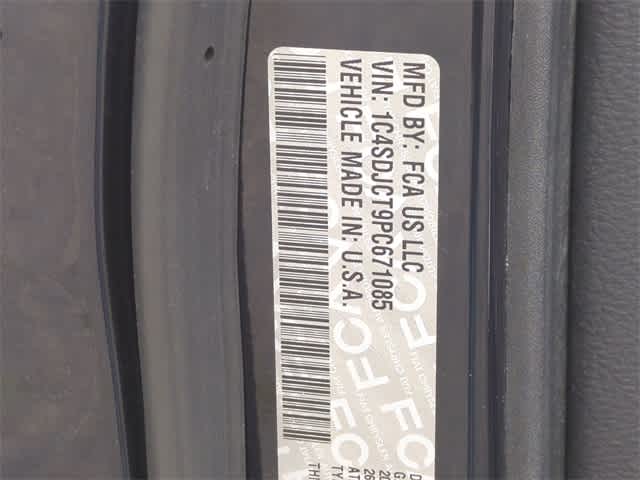 MFD BY: FCA US LLC
VIN: 1C4SDJCT9PC671085
VEHICLE MADE IN: U.S.A.